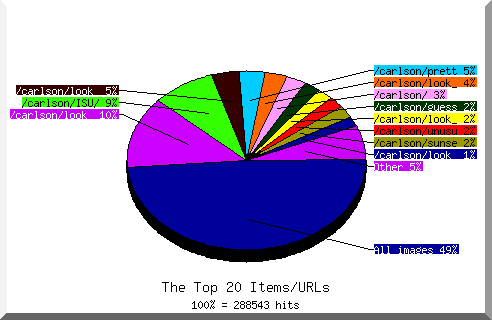 /carlson/prett 5%
/carlson/look_ 4%
/carlson/look_ 5%
/carlson/ 3%
/carlson/ISU/ 9%
/carlson/guess 2%
/carlson/look_ 10%
/carlson/look_ 2%
/carlson/unusu 2%
/carlson/sunse 2%
/carlson/look_ 1%
Other 5%
All images 49%
The Top 20 Items/URLs
100% = 288543 hits